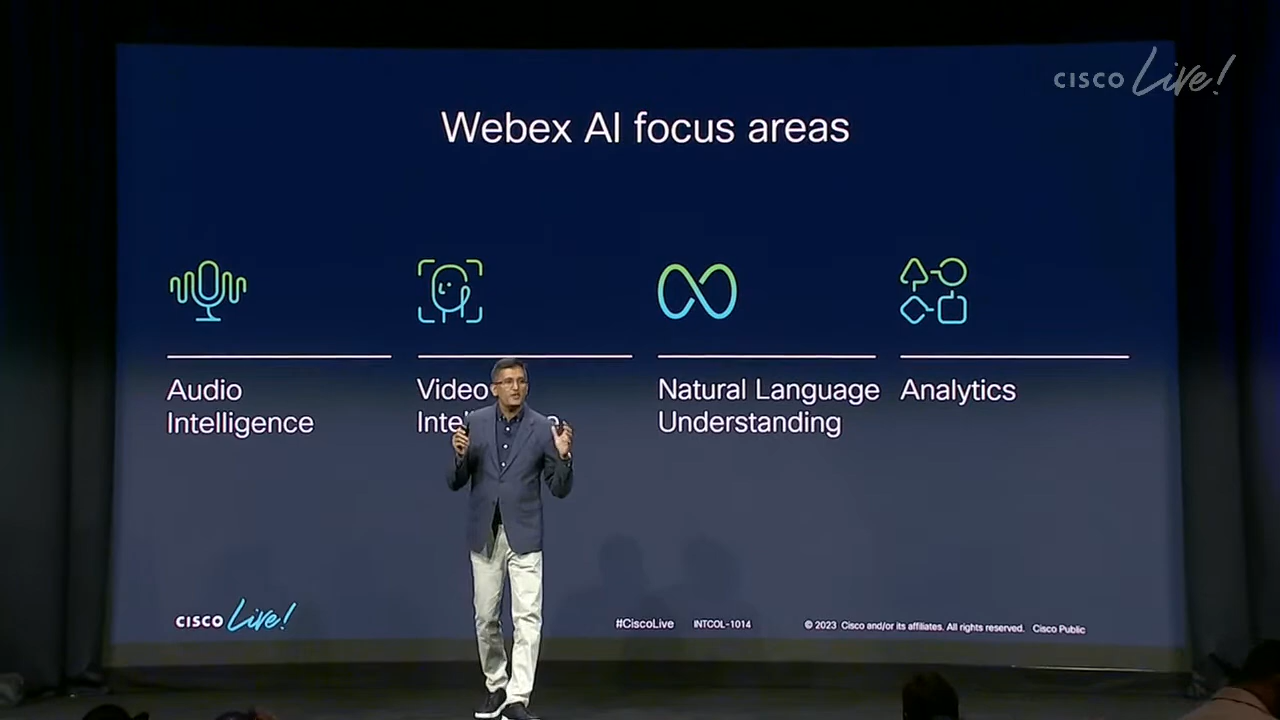 CISCO Live!
Webex AI focus areas
Audio
Intelligence
Video
Natural Language
Understanding
Analytics
CISCO Live!
#CiscoLive
INTCOL-1014
© 2023 Cisco and/or its affiliates. All rights reserved. Cisco Public